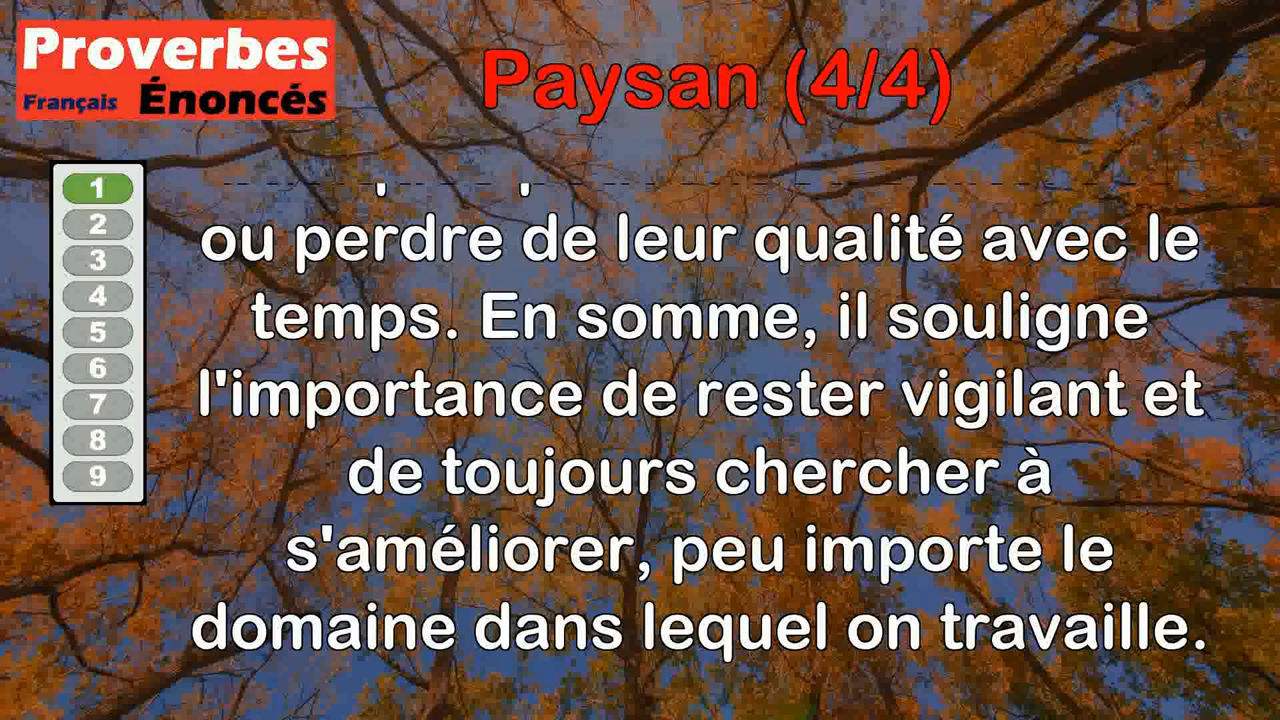 Proverbes
Français Énoncés
Paysan (4/4)
1
2
3
4
5
6
7
8
9
ou perdre de leur qualité avec le
temps. En somme, il souligne
l'importance de rester vigilant et
de toujours chercher à
s'améliorer, peu importe le
domaine dans lequel on travaille.